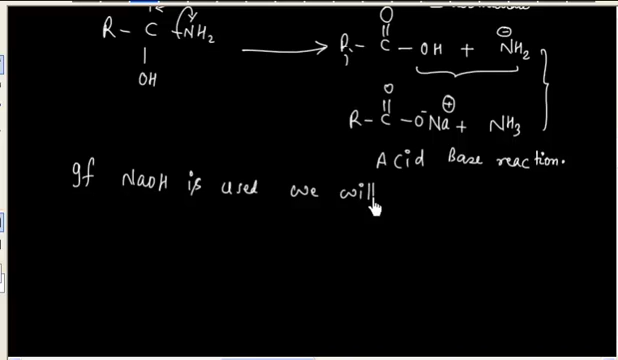 O
R — C — NH2 → R — C — OH + NH2
OH
O
R — C — O⁻ Na⊕ + NH3
Acid Base reaction.
If NaOH is used we will